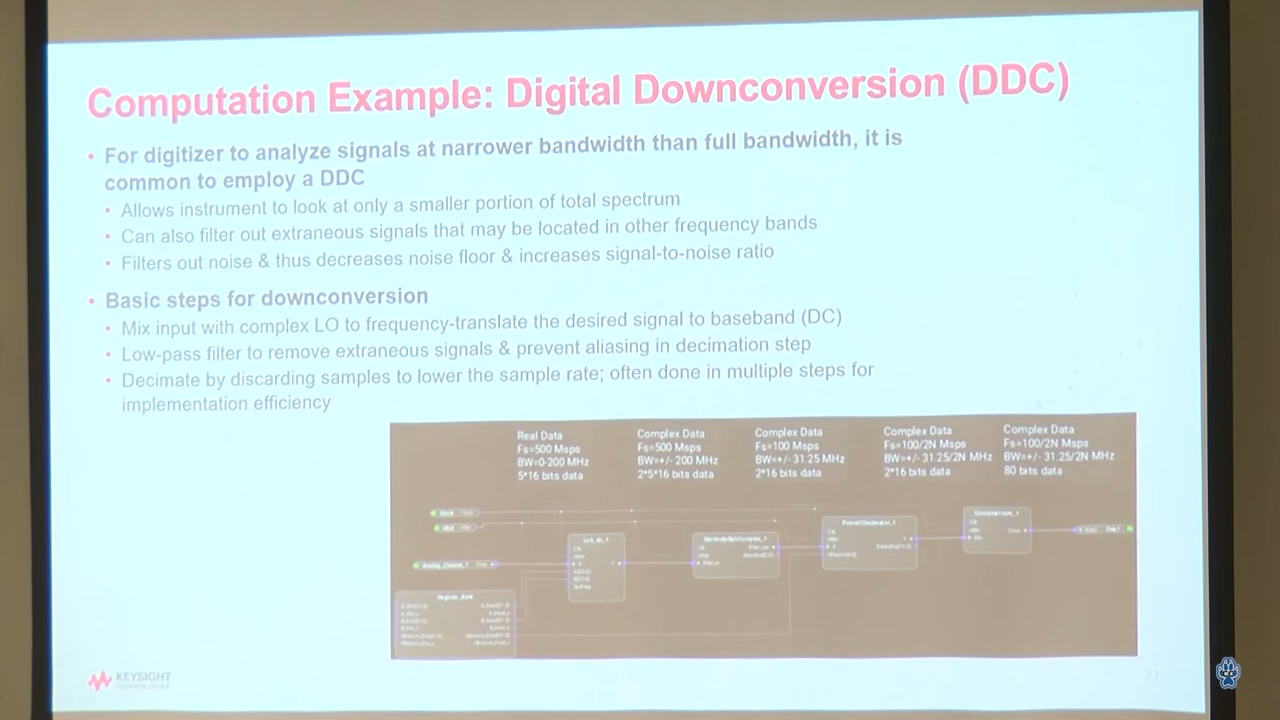 Computation Example: Digital Downconversion (DDC)
• For digitizer to analyze signals at narrower bandwidth than full bandwidth, it is
common to employ a DDC
• Allows instrument to look at only a smaller portion of total spectrum
• Can also filter out extraneous signals that may be located in other frequency bands
• Filters out noise & thus decreases noise floor & increases signal-to-noise ratio
• Basic steps for downconversion
• Mix input with complex LO to frequency-translate the desired signal to baseband (DC)
• Low-pass filter to remove extraneous signals & prevent aliasing in decimation step
• Decimate by discarding samples to lower the sample rate; often done in multiple steps for
implementation efficiency
Real Data
Fs=500 Msps
BW=0-200 MHz
5*16 bits data
Complex Data
Fs=500 Msps
BW=+/- 200 MHz
2*5*16 bits data
Complex Data
Fs=100 Msps
BW=+/- 31.25 MHz
2*16 bits data
Complex Data
Fs=100/2N Msps
BW=+/- 31.25/2N MHz
2*16 bits data
Complex Data
Fs=100/2N Msps
BW=+/- 31.25/2N MHz
80 bits data
Analog_Channel_1
KEYSIGHT
TECHNOLOGIES
22